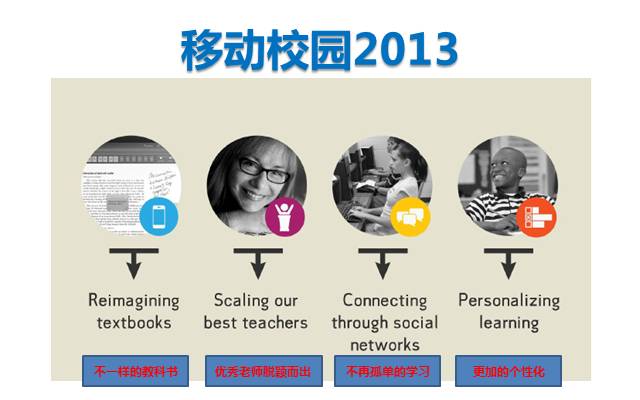 移动校园2013
Reimagining
textbooks
Scaling our
best teachers
Connecting
through social
networks
Personalizing
learning
不一样的教科书
优秀老师脱颖而出
不再孤单的学习
更加的个性化